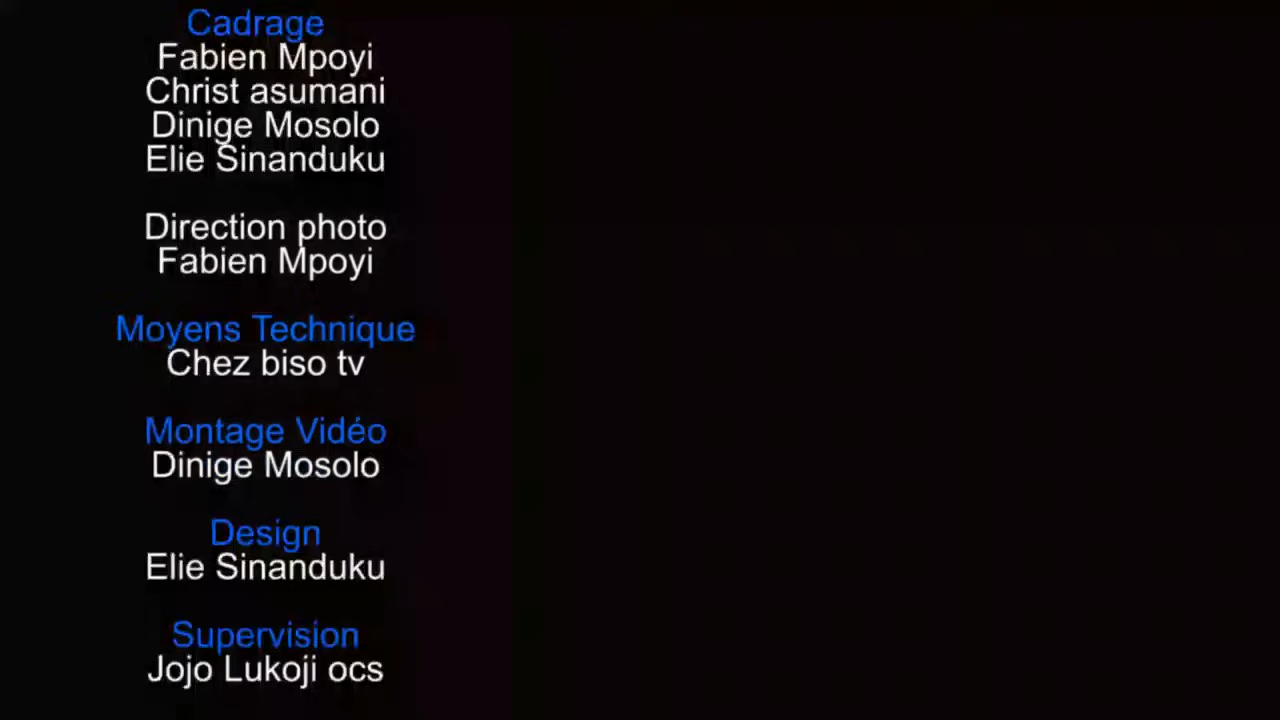 Cadrage
Fabien Mpoyi
Christ asumani
Dinige Mosolo
Elie Sinanduku
Direction photo
Fabien Mpoyi
Moyens Technique
Chez biso tv
Montage Vidéo
Dinige Mosolo
Design
Elie Sinanduku
Supervision
Jojo Lukoji ocs